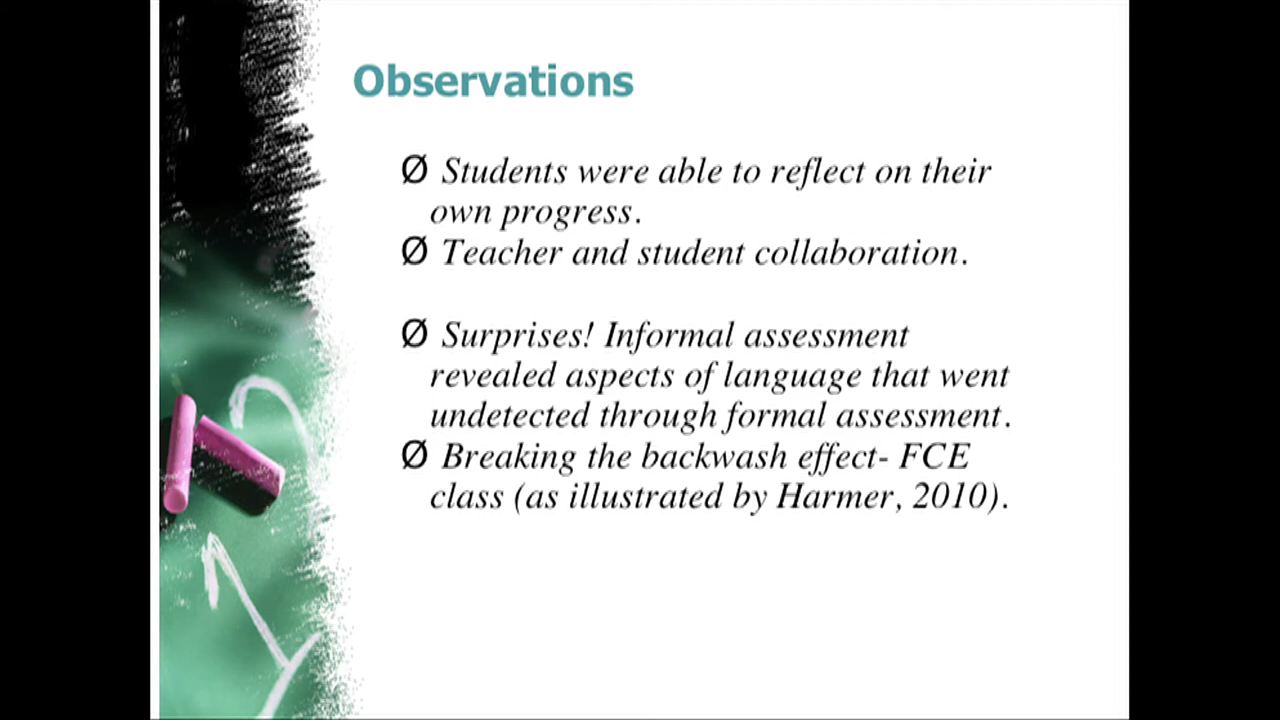 Observations
Ø Students were able to reflect on their
own progress.
Ø Teacher and student collaboration.
Ø Surprises! Informal assessment
revealed aspects of language that went
undetected through formal assessment.
Ø Breaking the backwash effect- FCE
class (as illustrated by Harmer, 2010).